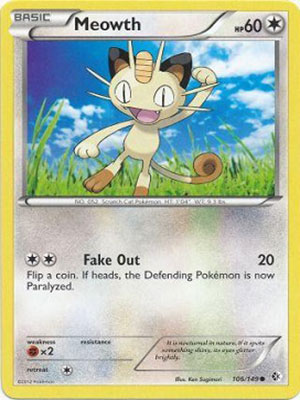 BASIC
Meowth
HP60
NO. 052 Scratch Cat Pokémon HT: 1'04" WT: 9.3 lbs.
Fake Out 20
Flip a coin. If heads, the Defending Pokémon is now
Paralyzed.
weakness resistance
×2
retreat
It is nocturnal in nature. If it spots
something shiny, its eyes glitter
brightly.
Illus. Ken Sugimori
106/149
©2012 Pokémon